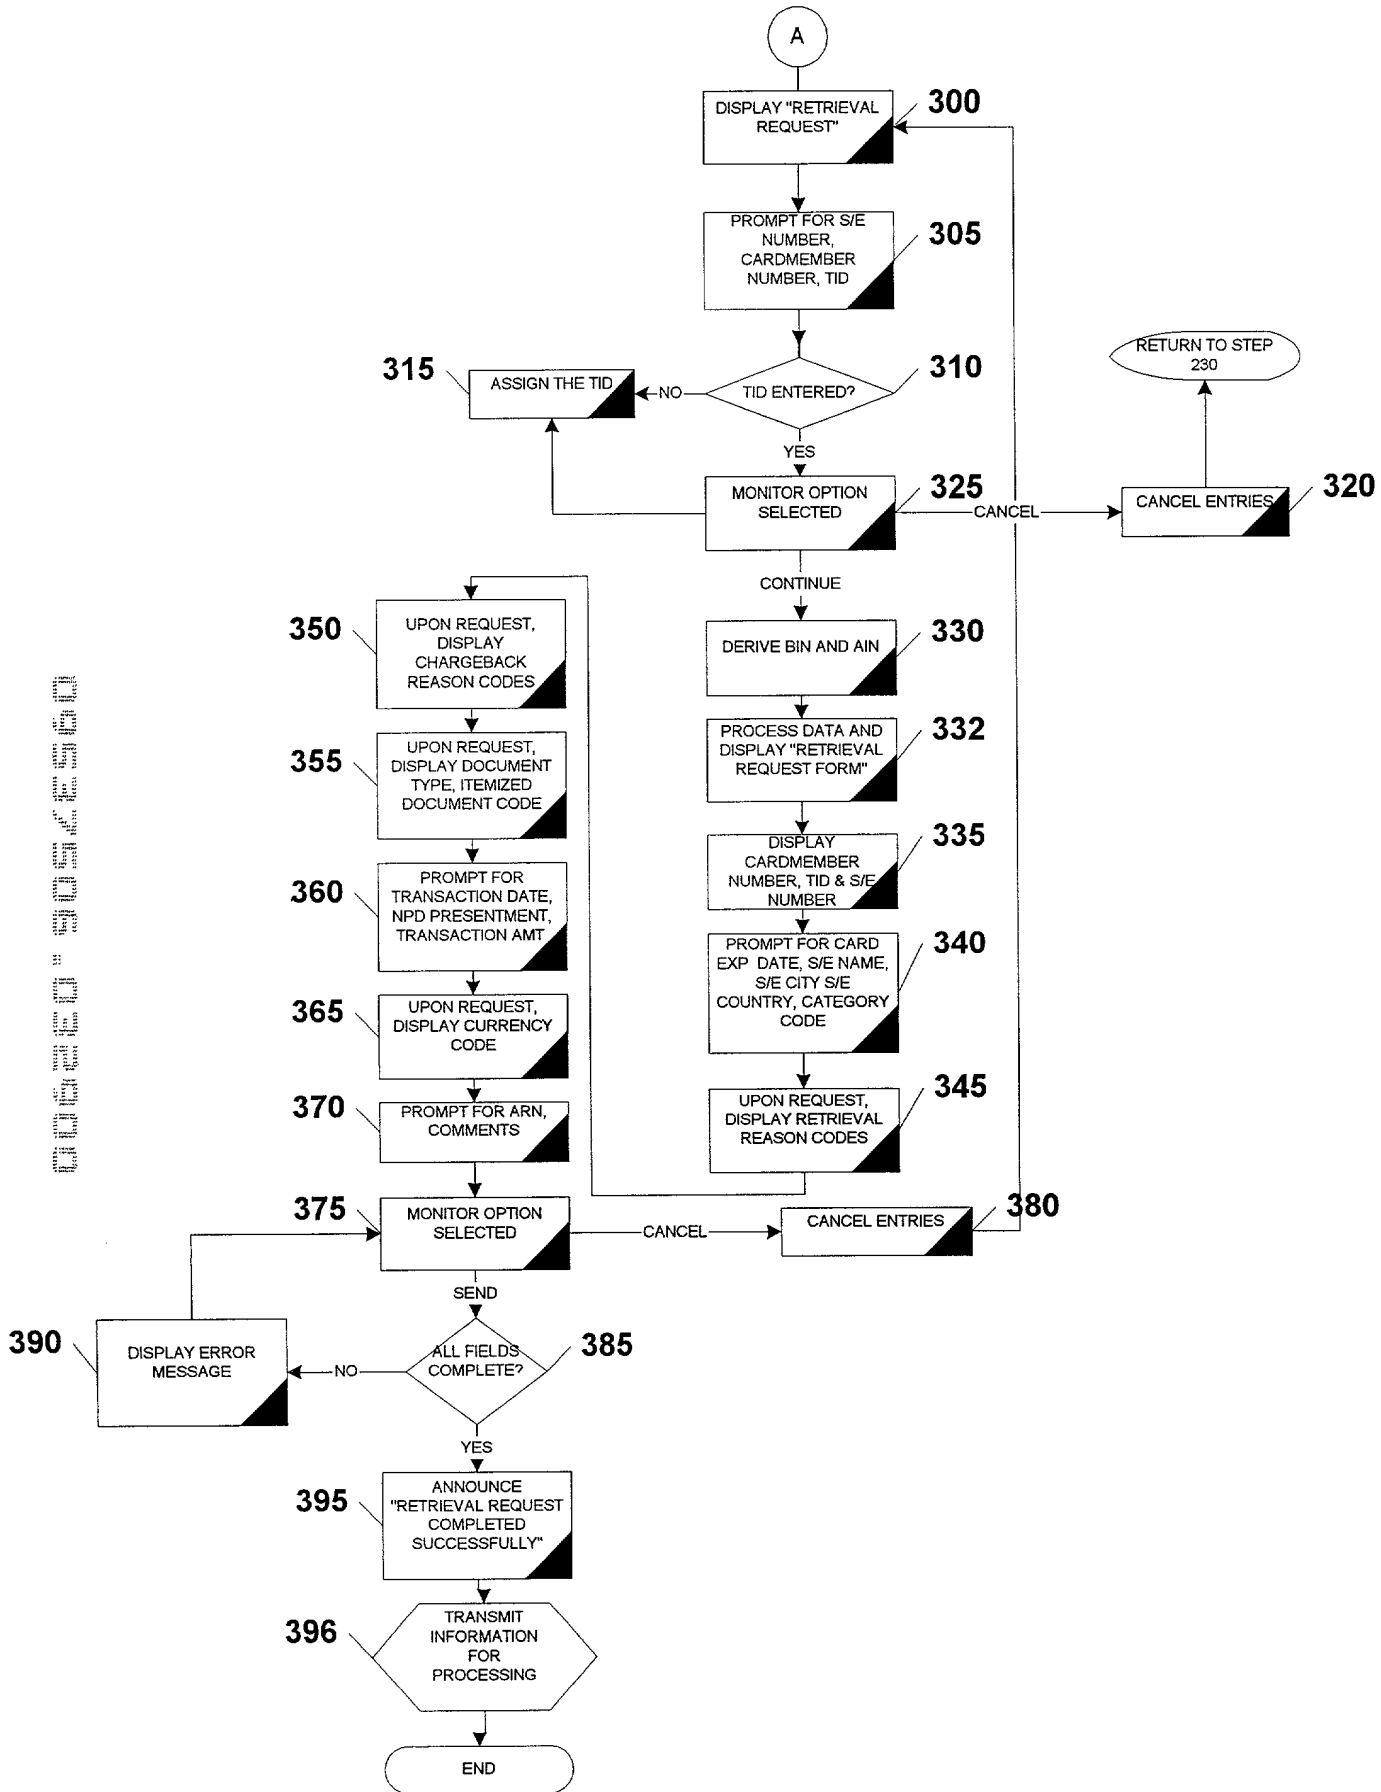 A
DISPLAY "RETRIEVAL
REQUEST"
300
PROMPT FOR S/E
NUMBER,
CARDMEMBER
NUMBER, TID
305
315
ASSIGN THE TID
NO
TID ENTERED?
310
RETURN TO STEP
230
YES
MONITOR OPTION
SELECTED
325
CANCEL
CANCEL ENTRIES
320
CONTINUE
DERIVE BIN AND AIN
330
PROCESS DATA AND
DISPLAY "RETRIEVAL
REQUEST FORM"
332
DISPLAY
CARDMEMBER
NUMBER, TID & S/E
NUMBER
335
PROMPT FOR CARD
EXP DATE, S/E NAME,
S/E CITY S/E
COUNTRY, CATEGORY
CODE
340
UPON REQUEST,
DISPLAY RETRIEVAL
REASON CODES
345
350
UPON REQUEST,
DISPLAY
CHARGEBACK
REASON CODES
355
UPON REQUEST,
DISPLAY DOCUMENT
TYPE, ITEMIZED
DOCUMENT CODE
360
PROMPT FOR
TRANSACTION DATE,
NPD PRESENTMENT,
TRANSACTION AMT
365
UPON REQUEST,
DISPLAY CURRENCY
CODE
370
PROMPT FOR ARN,
COMMENTS
375
MONITOR OPTION
SELECTED
CANCEL
CANCEL ENTRIES
380
SEND
390
DISPLAY ERROR
MESSAGE
NO
ALL FIELDS
COMPLETE?
385
YES
395
ANNOUNCE
"RETRIEVAL REQUEST
COMPLETED
SUCCESSFULLY"
396
TRANSMIT
INFORMATION
FOR
PROCESSING
END